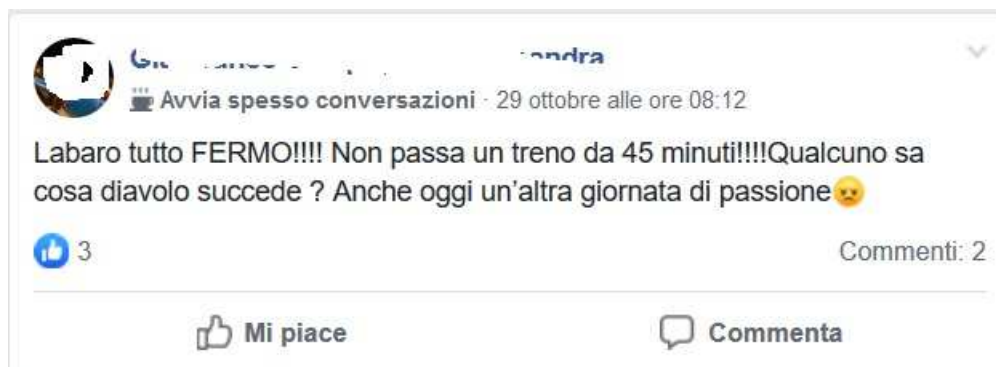 Avvia spesso conversazioni · 29 ottobre alle ore 08:12
Labaro tutto FERMO!!!! Non passa un treno da 45 minuti!!!!Qualcuno sa
cosa diavolo succede ? Anche oggi un’altra giornata di passione
3
Commenti: 2
Mi piace
Commenta